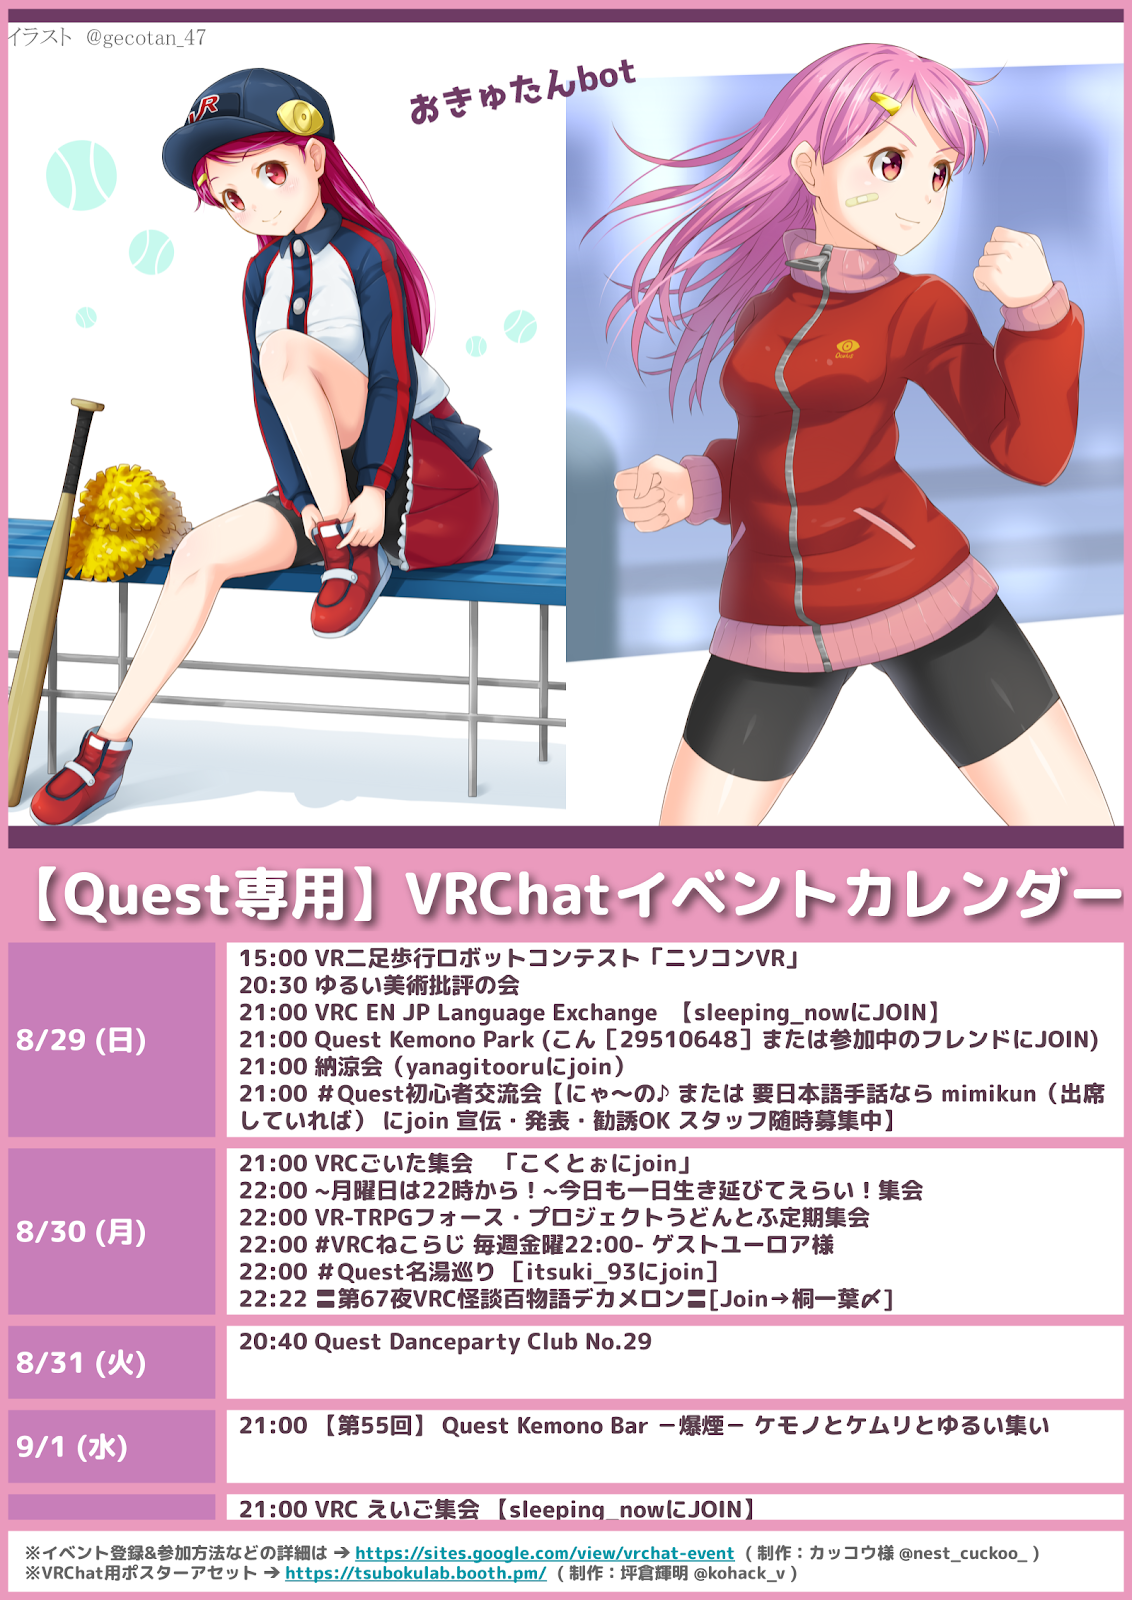 イラスト @gecotan_47
おきゅたんbot
VR
Quest
【Quest専用】VRChatイベントカレンダー
8/29 (日)
15:00 VR二足歩行ロボットコンテスト「ニソコンVR」
20:30 ゆるい美術批評の会
21:00 VRC EN JP Language Exchange 【sleeping_nowにJOIN】
21:00 Quest Kemono Park (こん［29510648］または参加中のフレンドにJOIN)
21:00 納涼会（yanagitooruにjoin）
21:00 ＃Quest初心者交流会【にゃ〜の♪ または 要日本語手話なら mimikun（出席
していれば） にjoin 宣伝・発表・勧誘OK スタッフ随時募集中】
8/30 (月)
21:00 VRCごいた集会　「こくとぉにjoin」
22:00 ~月曜日は22時から！~今日も一日生き延びてえらい！集会
22:00 VR-TRPGフォース・プロジェクトうどんとふ定期集会
22:00 #VRCねこらじ 毎週金曜22:00- ゲストユーロア様
22:00 ＃Quest名湯巡り ［itsuki_93にjoin］
22:22 〓第67夜VRC怪談百物語デカメロン〓[Join→桐一葉〆]
8/31 (火)
20:40 Quest Danceparty Club No.29
9/1 (水)
21:00 【第55回】 Quest Kemono Bar －爆煙－ ケモノとケムリとゆるい集い
21:00 VRC えいご集会 【sleeping_nowにJOIN】
※イベント登録&参加方法などの詳細は → https://sites.google.com/view/vrchat-event ( 制作：カッコウ様 @nest_cuckoo_ )
※VRChat用ポスターアセット → https://tsubokulab.booth.pm/ ( 制作：坪倉輝明 @kohack_v )